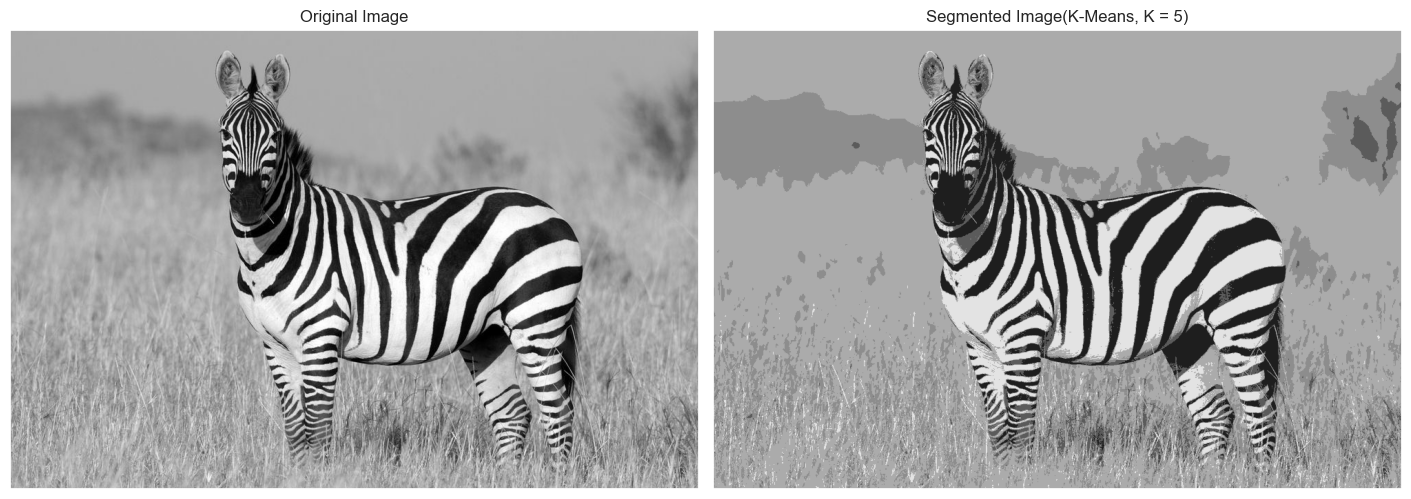 Original Image
Segmented Image(K-Means, K = 5)